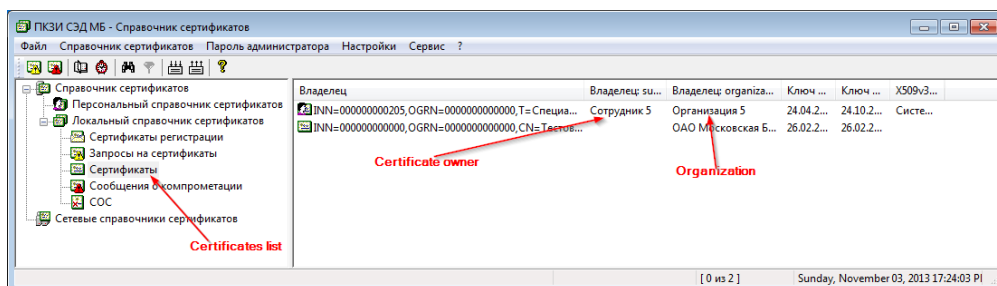 ПКЗИ СЭД МБ - Справочник сертификатов
Файл Справочник сертификатов Пароль администратора Настройки Сервис ?
Справочник сертификатов
Персональный справочник сертификатов
Локальный справочник сертификатов
Сертификаты регистрации
Запросы на сертификаты
Сертификаты
Сообщения о компрометации
СОС
Сетевые справочники сертификатов
Certificates list
Владелец Владелец: su... Владелец: organiza... Ключ ... Ключ ... X509v3...
INN=000000000205,OGRN=0000000000000,T=Специа... Сотрудник 5 Организация 5 24.04.2... 24.10.2... Систе...
INN=000000000000,OGRN=0000000000000,CN=Тестов... ОАО Московская Б... 26.02.2... 26.02.2...
Certificate owner
Organization
[ 0 из 2 ] Sunday, November 03, 2013 17:24:03 PI